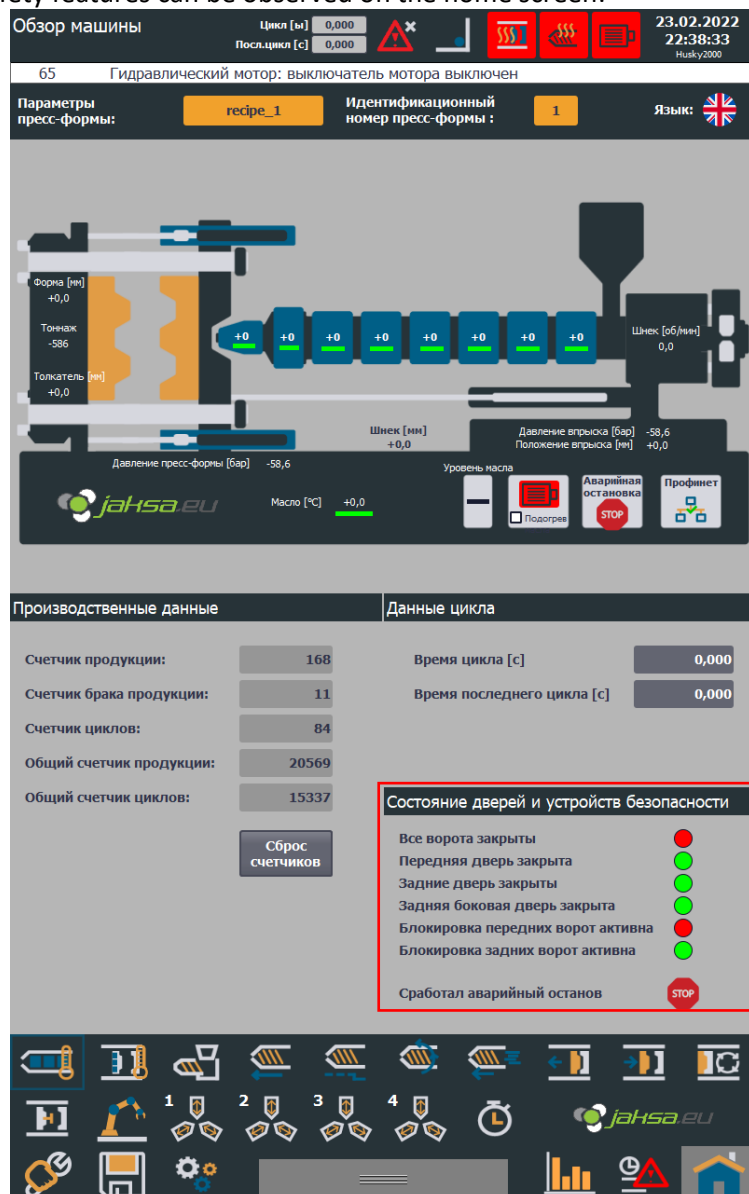 ety features can be observed on the home screen.
Обзор машины
Цикл [ы] 0,000
Посл.цикл [с] 0,000
23.02.2022
22:38:33
Husky2000
65 Гидравлический мотор: выключатель мотора выключен
Параметры
пресс-формы:
recipe_1
Идентификационный
номер пресс-формы :
1
Язык:
Форма [мм]
+0,0
Тоннаж
-586
Толкатель [мм]
+0,0
+0 +0 +0 +0 +0 +0 +0 +0
Шнек [об/мин]
0,0
Шнек [мм]
+0,0
Давление впрыска [бар] -58,6
Положение впрыска [мм] +0,0
Давление пресс-формы [бар] -58,6
Уровень масла
jaksa.eu
Масло [°C] +0,0
Подогрев
Аварийная
остановка
STOP
Профинет
Производственные данные
Счетчик продукции: 168
Счетчик брака продукции: 11
Счетчик циклов: 84
Общий счетчик продукции: 20569
Общий счетчик циклов: 15337
Сброс
счетчиков
Данные цикла
Время цикла [с] 0,000
Время последнего цикла [с] 0,000
Состояние дверей и устройств безопасности
Все ворота закрыты
Передняя дверь закрыта
Задние дверь закрыты
Задняя боковая дверь закрыта
Блокировка передних ворот активна
Блокировка задних ворот активна
Сработал аварийный останов STOP
1 2 3 4
jaksa.eu